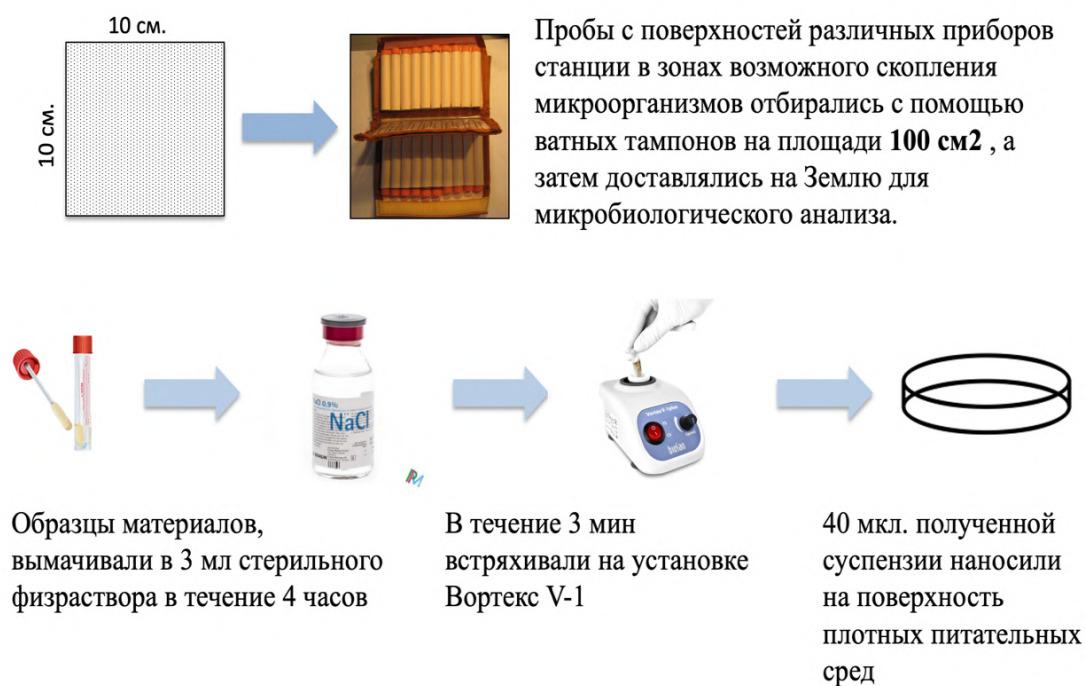 10 см.
10 см.
Пробы с поверхностей различных приборов
станции в зонах возможного скопления
микроорганизмов отбирались с помощью
ватных тампонов на площади 100 см2 , а
затем доставлялись на Землю для
микробиологического анализа.
0.9%
NaCl
Образцы материалов,
вымачивали в 3 мл стерильного
физраствора в течение 4 часов
В течение 3 мин
встряхивали на установке
Вортекс V-1
40 мкл. полученной
суспензии наносили
на поверхность
плотных питательных
сред